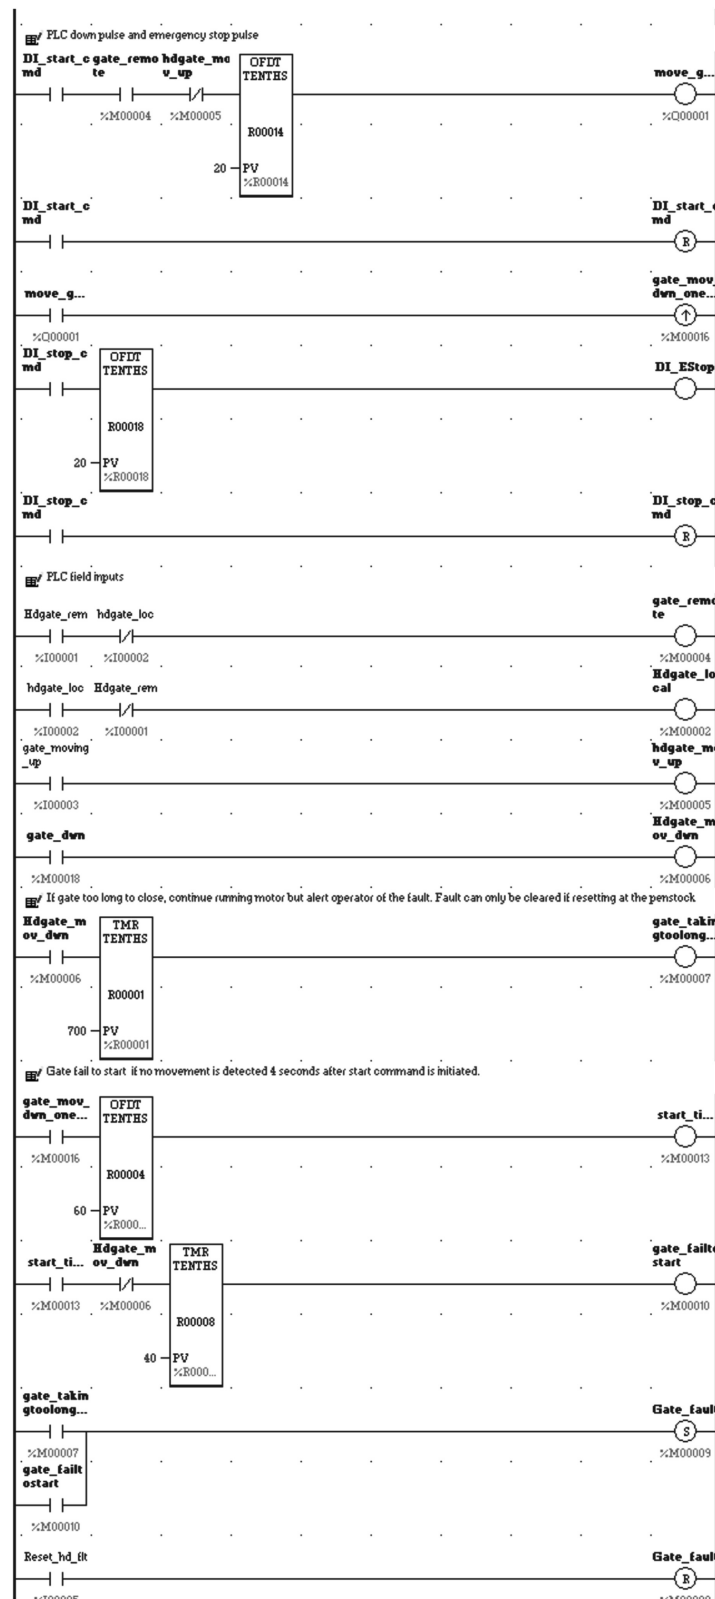 PLC down pulse and emergency stop pulse
DI_start_c gate_remo hdgate_mo
md te v_up
OFDT
TENTHS
move_g...
%M00004 %M00005
%Q00001
R00014
20 PV
%R00014
DI_start_c
md
DI_start_c
md
R
move_g...
gate_mov_
dwn_one...
%Q00001
%M00016
DI_stop_c
md
OFDT
TENTHS
DI_EStop
R00018
20 PV
%R00018
DI_stop_c
md
DI_stop_c
md
R
PLC field inputs
Hdgate_rem hdgate_loc
gate_remo
te
%I00001 %I00002
%M00004
hdgate_loc Hdgate_rem
Hdgate_lo
cal
%I00002 %I00001
%M00002
gate_moving
_up
hdgate_mo
v_up
%I00003
%M00005
gate_dwn
Hdgate_m
ov_dwn
%M00018
%M00006
If gate too long to close, continue running motor but alert operator of the fault. Fault can only be cleared if resetting at the penstock
Hdgate_m
ov_dwn
TMR
TENTHS
gate_takin
gtoolong...
%M00006
%M00007
R00001
700 PV
%R00001
Gate fail to start if no movement is detected 4 seconds after start command is initiated.
gate_mov_
dwn_one...
OFDT
TENTHS
start_ti...
%M00016
%M00013
R00004
60 PV
%R000...
start_ti... Hdgate_m
ov_dwn
TMR
TENTHS
gate_failto
start
%M00013 %M00006
%M00010
R00008
40 PV
%R000...
gate_takin
gtoolong...
Gate_fault
S
%M00007
%M00009
gate_failt
ostart
%M00010
Reset_hd_flt
Gate_fault
R